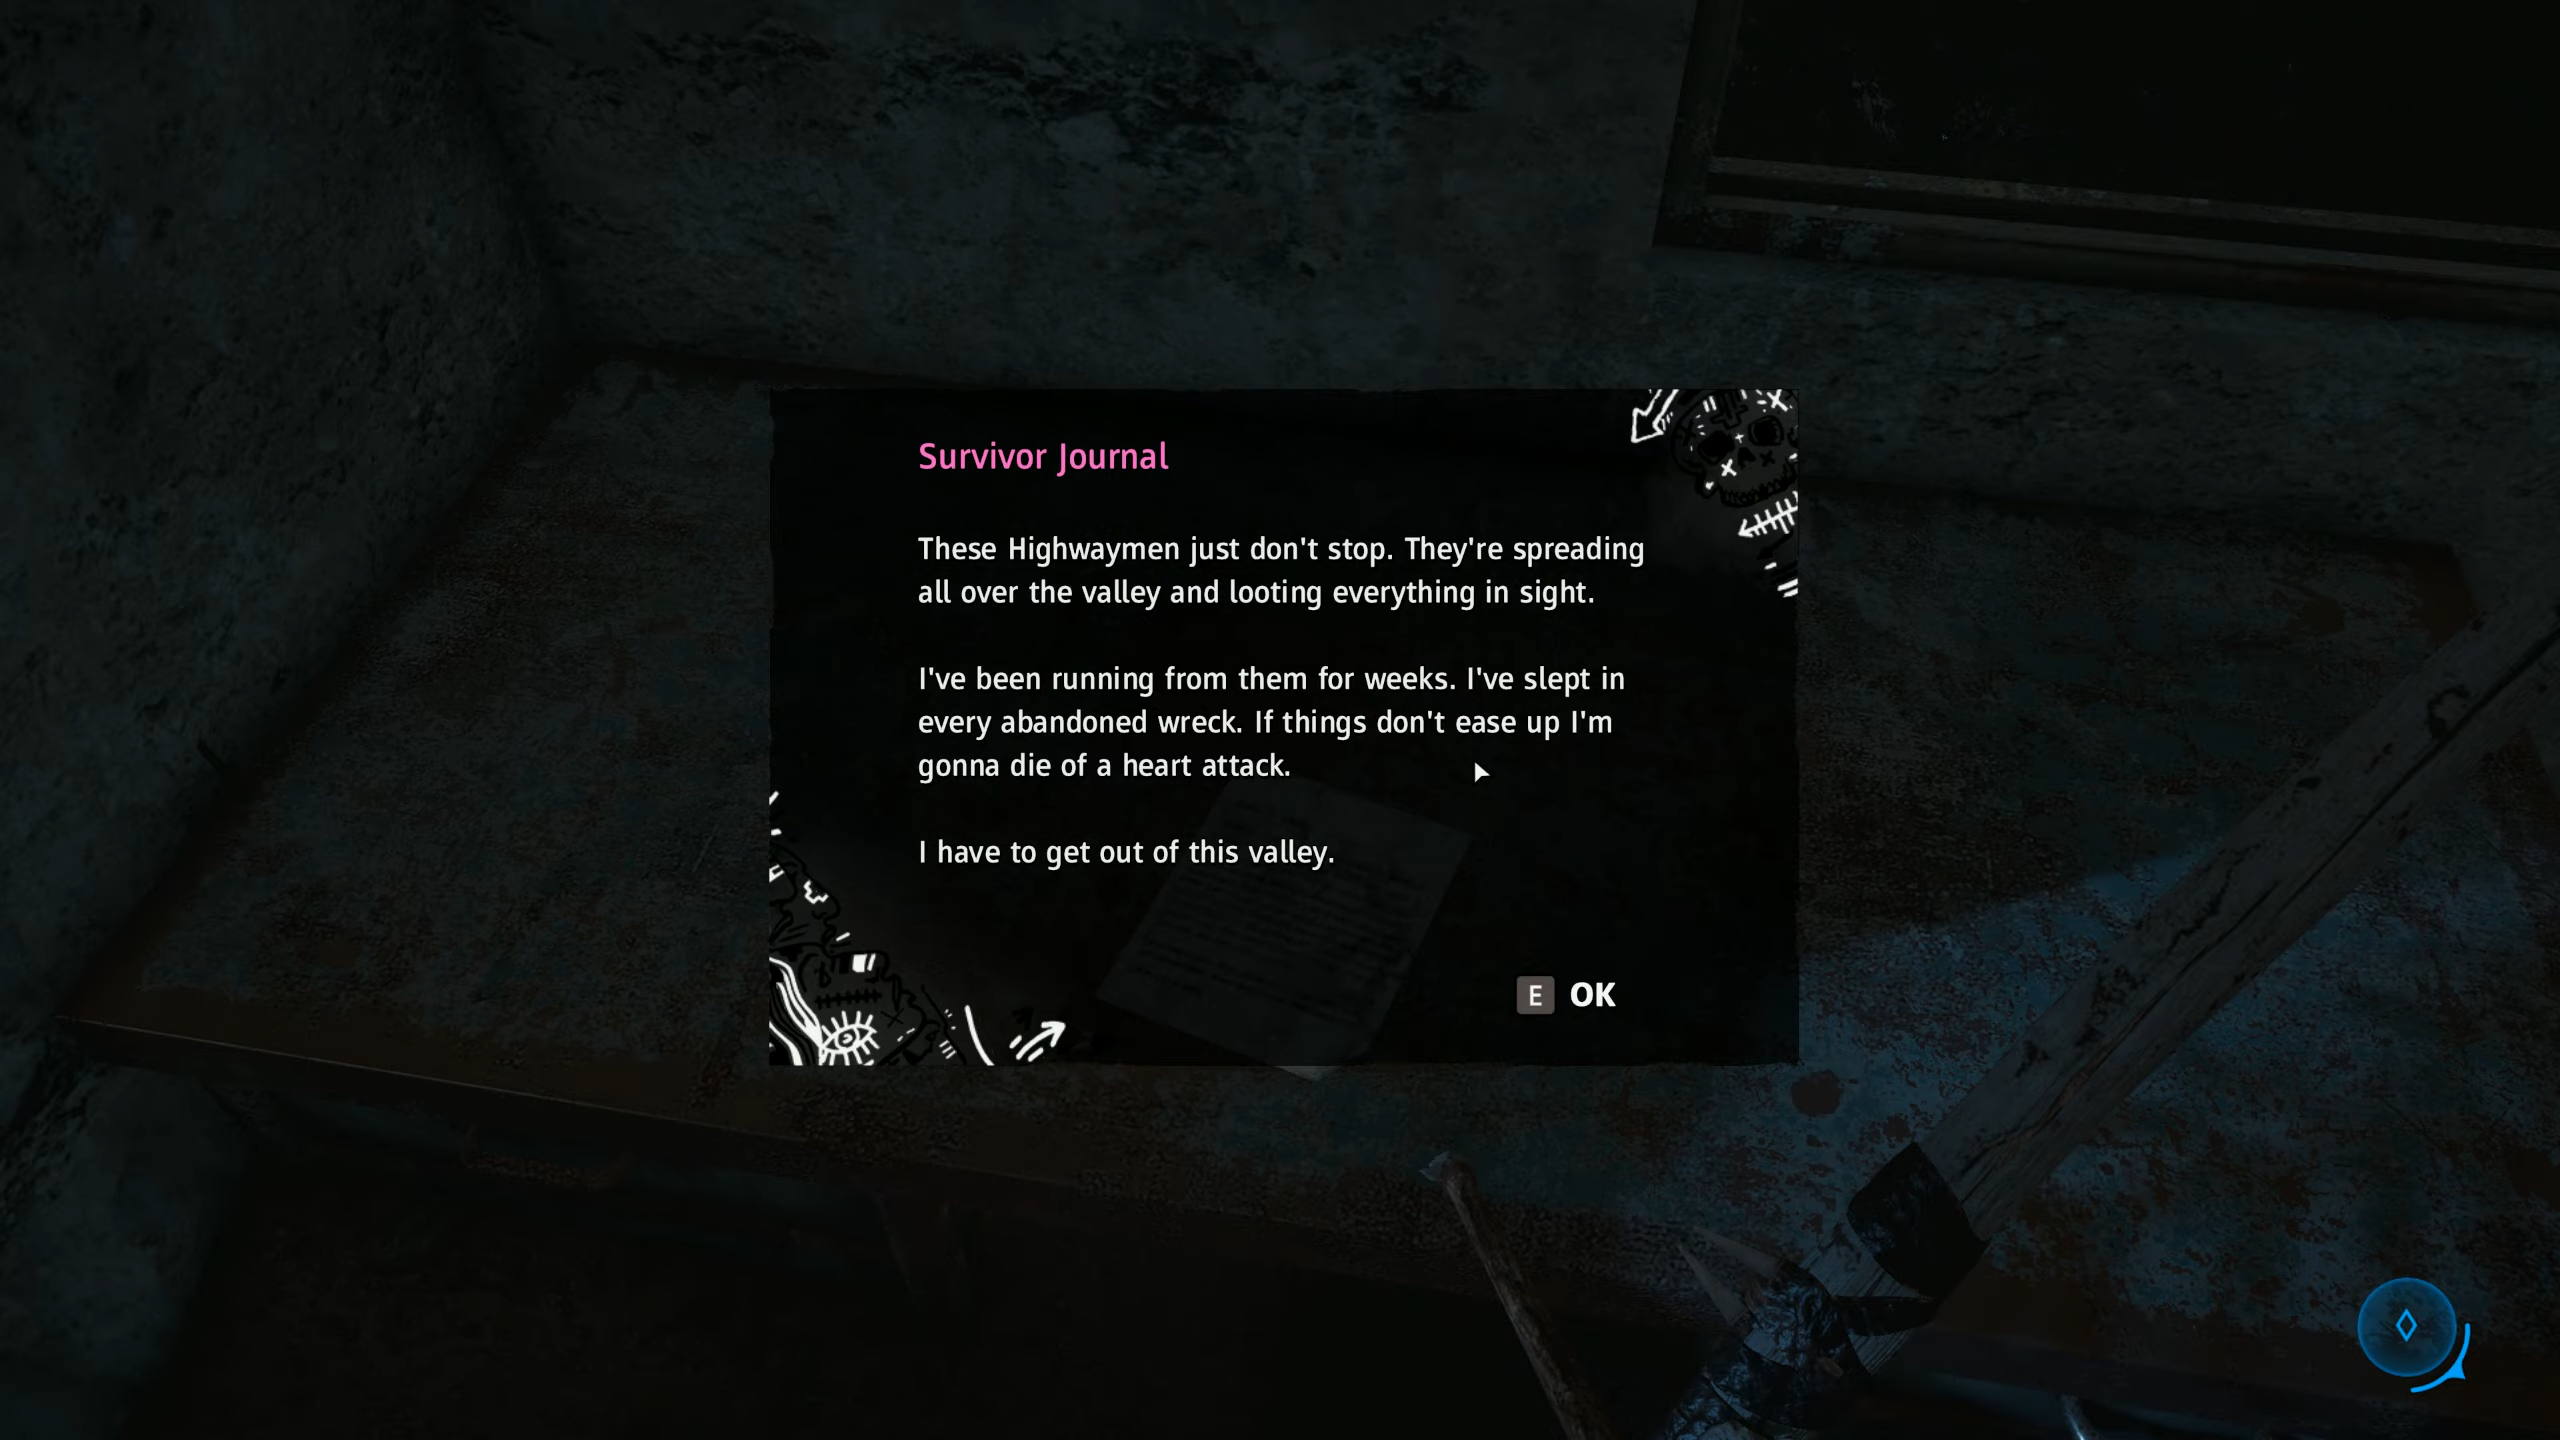 Survivor Journal
These Highwaymen just don't stop. They're spreading
all over the valley and looting everything in sight.
I've been running from them for weeks. I've slept in
every abandoned wreck. If things don't ease up I'm
gonna die of a heart attack.
I have to get out of this valley.
E OK